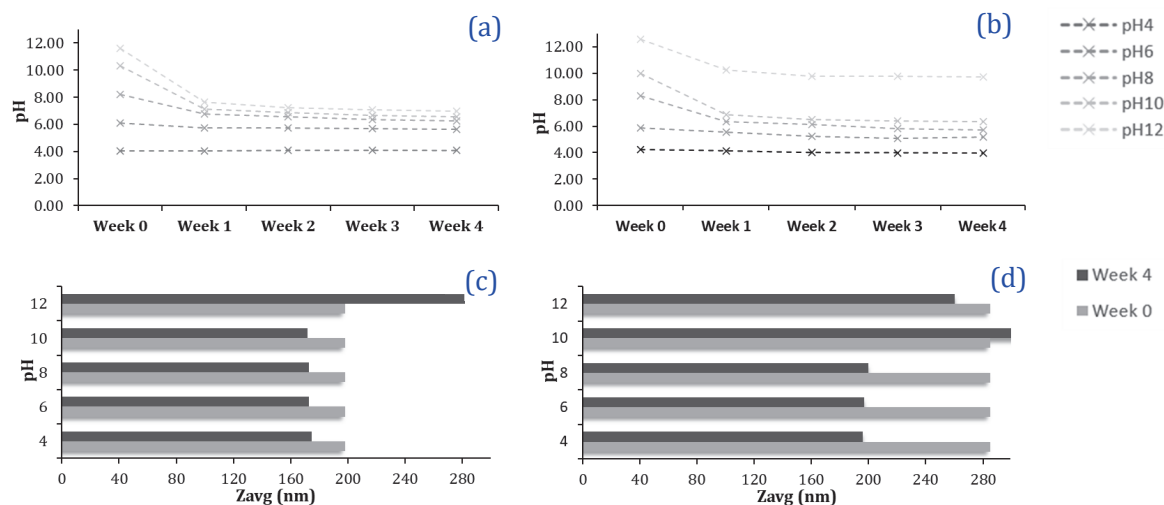 (a)
pH
12.00
10.00
8.00
6.00
4.00
2.00
0.00
Week 0 Week 1 Week 2 Week 3 Week 4
(b)
pH
12.00
10.00
8.00
6.00
4.00
2.00
0.00
Week 0 Week 1 Week 2 Week 3 Week 4
pH4
pH6
pH8
pH10
pH12
(c)
pH
12
10
8
6
4
0 40 80 120 160 200 240 280
Zavg (nm)
(d)
pH
12
10
8
6
4
0 40 80 120 160 200 240 280
Zavg (nm)
Week 4
Week 0